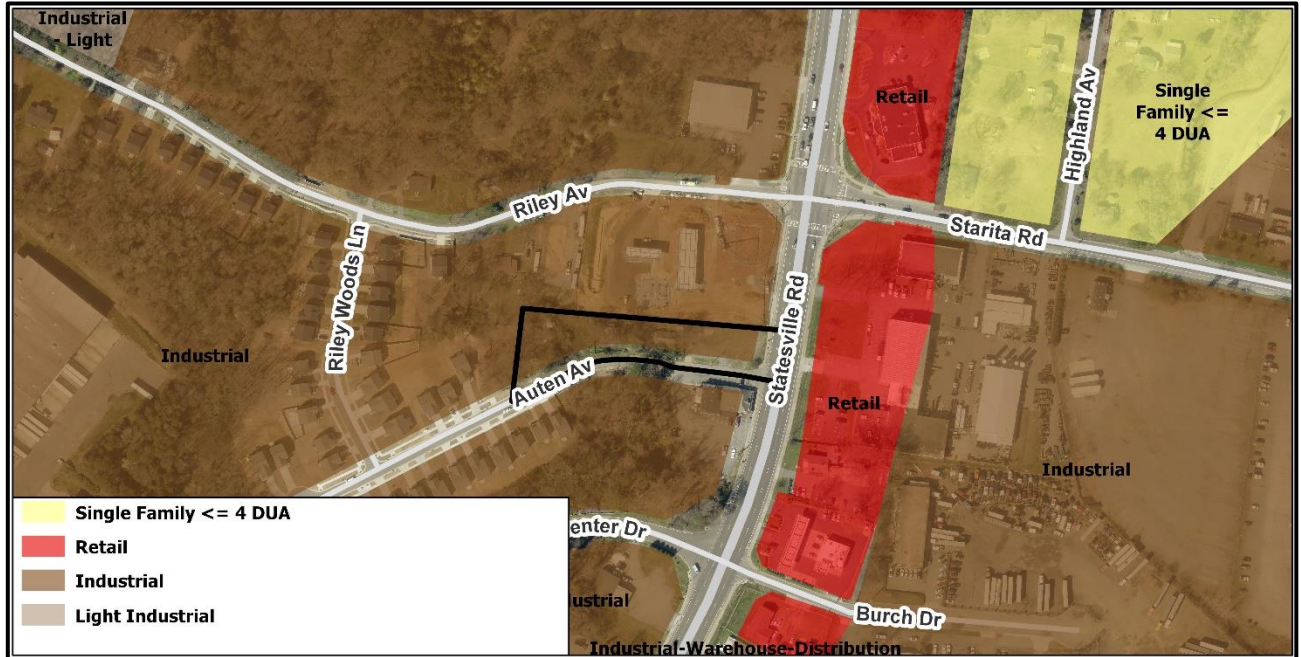 Industrial
- Light
Retail
Single
Family <=
4 DUA
Highland Av
Riley Av
Starita Rd
Riley Woods Ln
Industrial
Statesville Rd
Auten Av
Retail
Industrial
Single Family <= 4 DUA
Retail
Industrial
Light Industrial
enter Dr
dustrial
Burch Dr
Industrial-Warehouse-Distribution